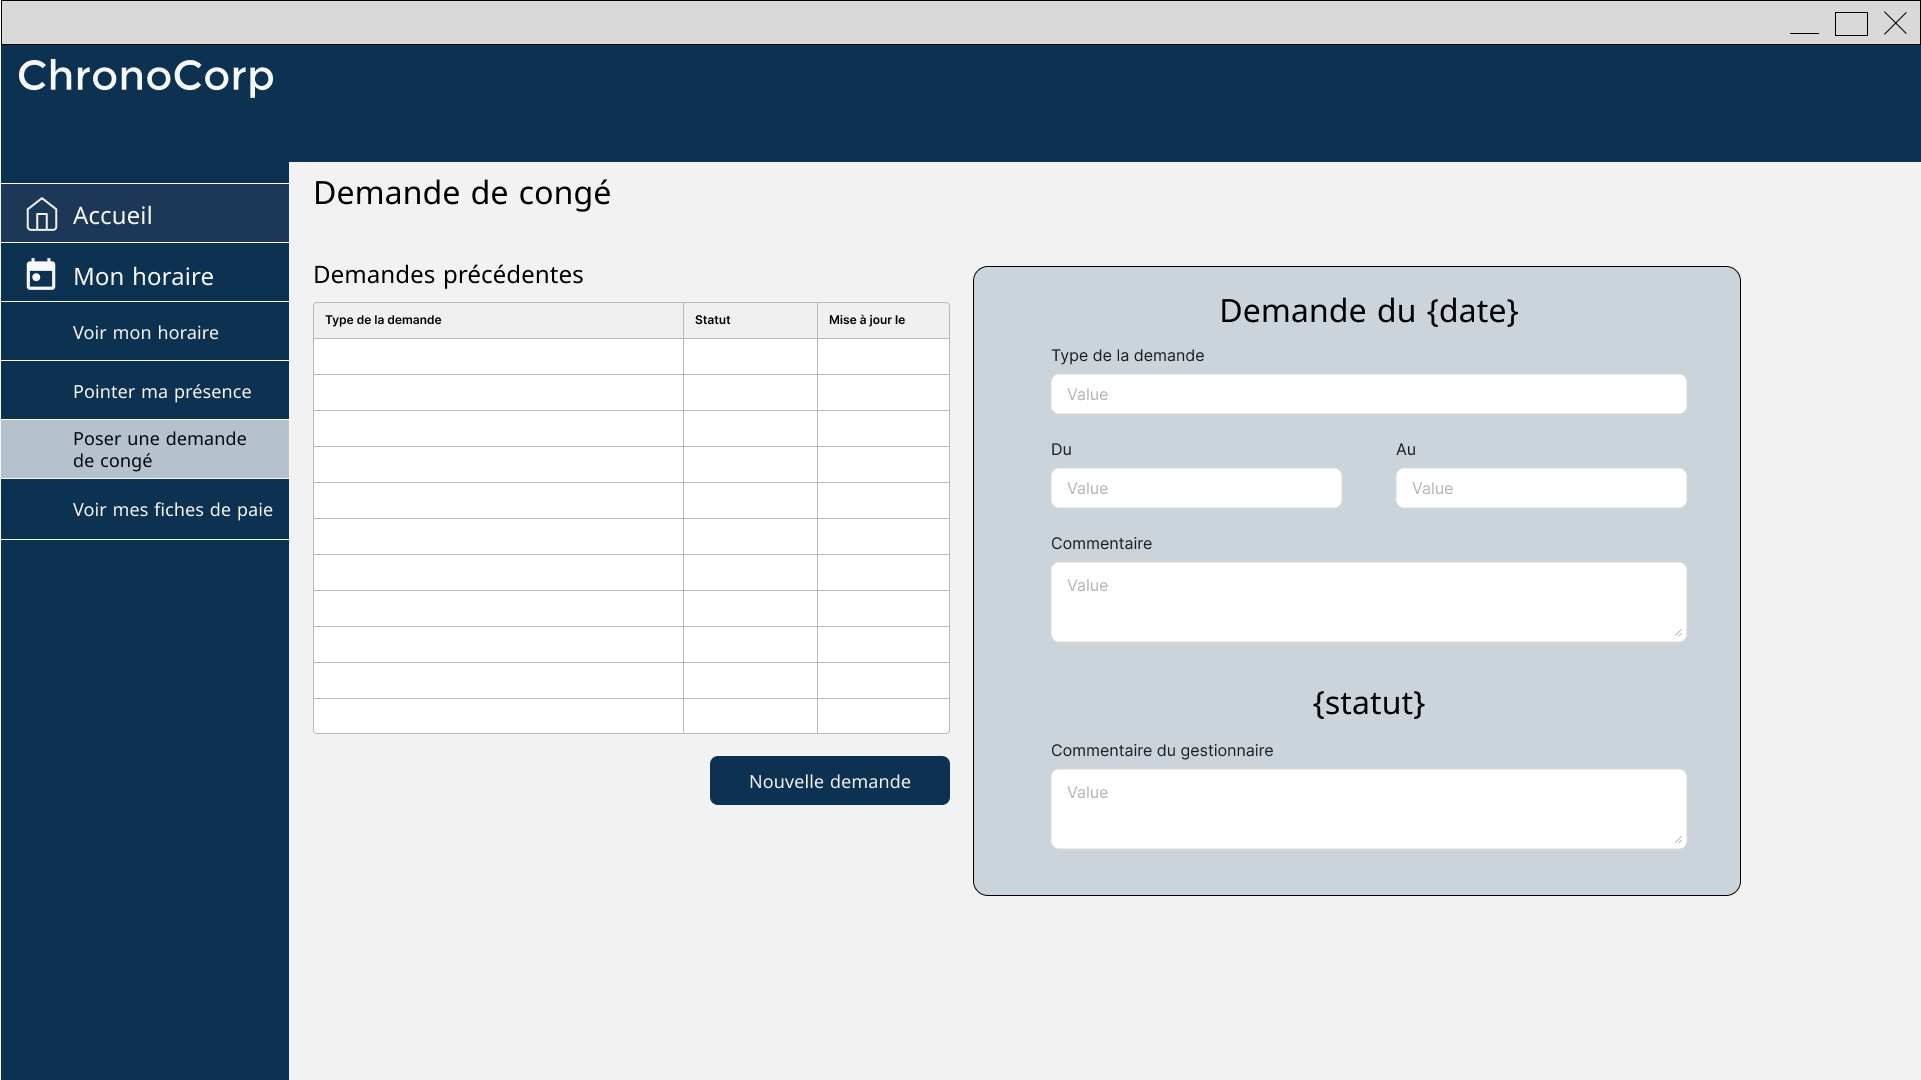 ChronoCorp
Accueil
Mon horaire
Voir mon horaire
Pointer ma présence
Poser une demande
de congé
Voir mes fiches de paie
Demande de congé
Demandes précédentes
Type de la demande Statut Mise à jour le
Nouvelle demande
Demande du {date}
Type de la demande
Value
Du Au
Value Value
Commentaire
Value
{statut}
Commentaire du gestionnaire
Value